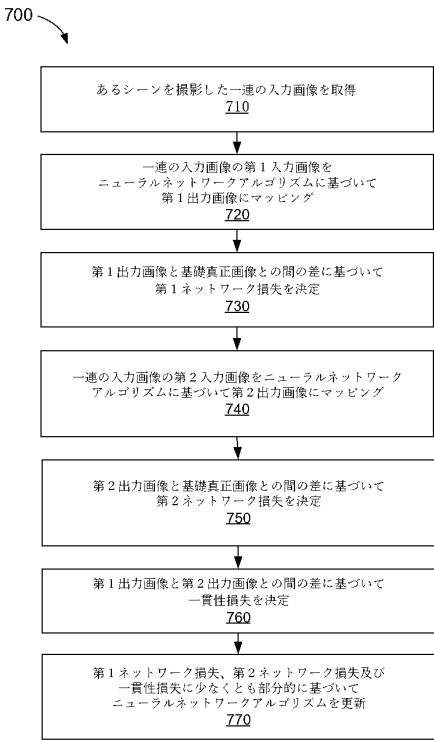 700
あるシーンを撮影した一連の入力画像を取得
710
一連の入力画像の第１入力画像を
ニューラルネットワークアルゴリズムに基づいて
第１出力画像にマッピング
720
第１出力画像と基礎真正画像との間の差に基づいて
第１ネットワーク損失を決定
730
一連の入力画像の第２入力画像をニューラルネットワーク
アルゴリズムに基づいて第２出力画像にマッピング
740
第２出力画像と基礎真正画像との間の差に基づいて
第２ネットワーク損失を決定
750
第１出力画像と第２出力画像との間の差に基づいて
一貫性損失を決定
760
第１ネットワーク損失、第２ネットワーク損失及び
一貫性損失に少なくとも部分的に基づいて
ニューラルネットワークアルゴリズムを更新
770